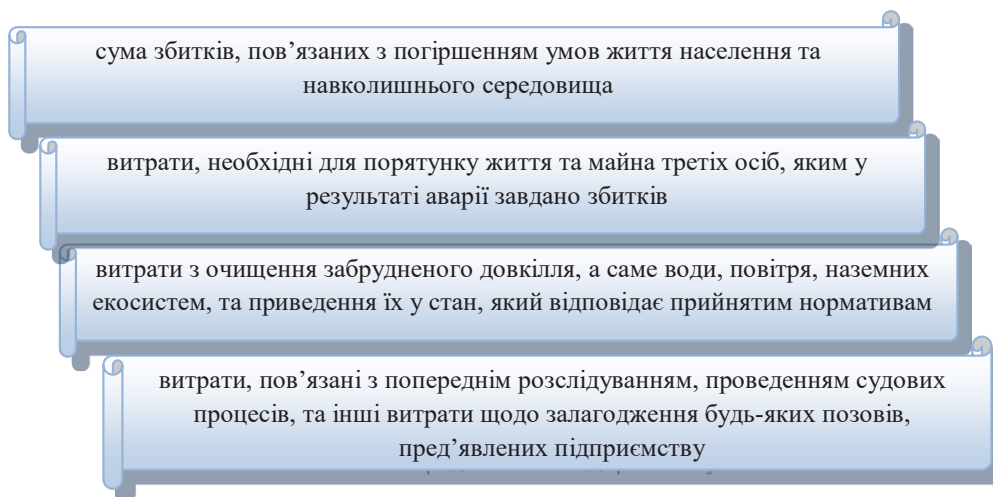 сума збитків, пов’язаних з погіршенням умов життя населення та
навколишнього середовища
витрати, необхідні для порятунку життя та майна третіх осіб, яким у
результаті аварії завдано збитків
витрати з очищення забрудненого довкілля, а саме води, повітря, наземних
екосистем, та приведення їх у стан, який відповідає прийнятим нормативам
витрати, пов’язані з попереднім розслідуванням, проведенням судових
процесів, та інші витрати щодо залагодження будь-яких позовів,
пред’явлених підприємству